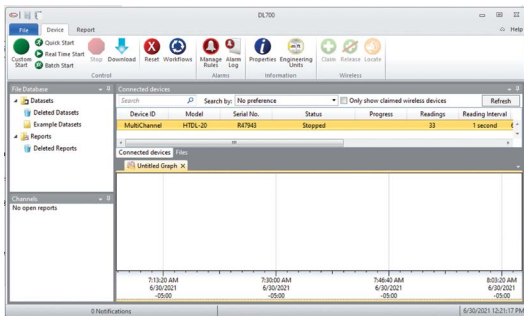 DL700
File Device Report
Help
Custom Start
Quick Start
Real Time Start
Batch Start
Stop
Download
Reset
Workflows
Manage Rules
Alarm Log
Properties
Engineering Units
Claim
Release
Locate
Control
Alarms
Information
Wireless
File Database
Datasets
Deleted Datasets
Example Datasets
Reports
Deleted Reports
Channels
No open reports
Connected devices
Search
Search by: No preference
Only show claimed wireless devices
Refresh
Device ID Model Serial No. Status Progress Readings Reading Interval
MultiChannel HTDL-20 R47943 Stopped 33 1 second
Connected devices Files
Untitled Graph
7:13:20 AM 7:30:00 AM 7:46:40 AM 8:03:20 AM
6/30/2021 6/30/2021 6/30/2021 6/30/2021
-05:00 -05:00 -05:00 -05:00
0 Notifications
6/30/2021 12:21:17 PM